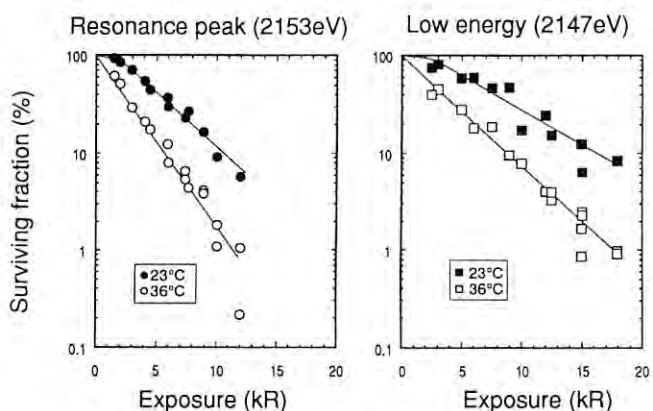 Resonance peak (2153eV)
Low energy (2147eV)
Surviving fraction (%)
100
10
1
0.1
23°C
36°C
0 5 10 15 20
Exposure (kR)
100
10
1
0.1
23°C
36°C
0 5 10 15 20
Exposure (kR)